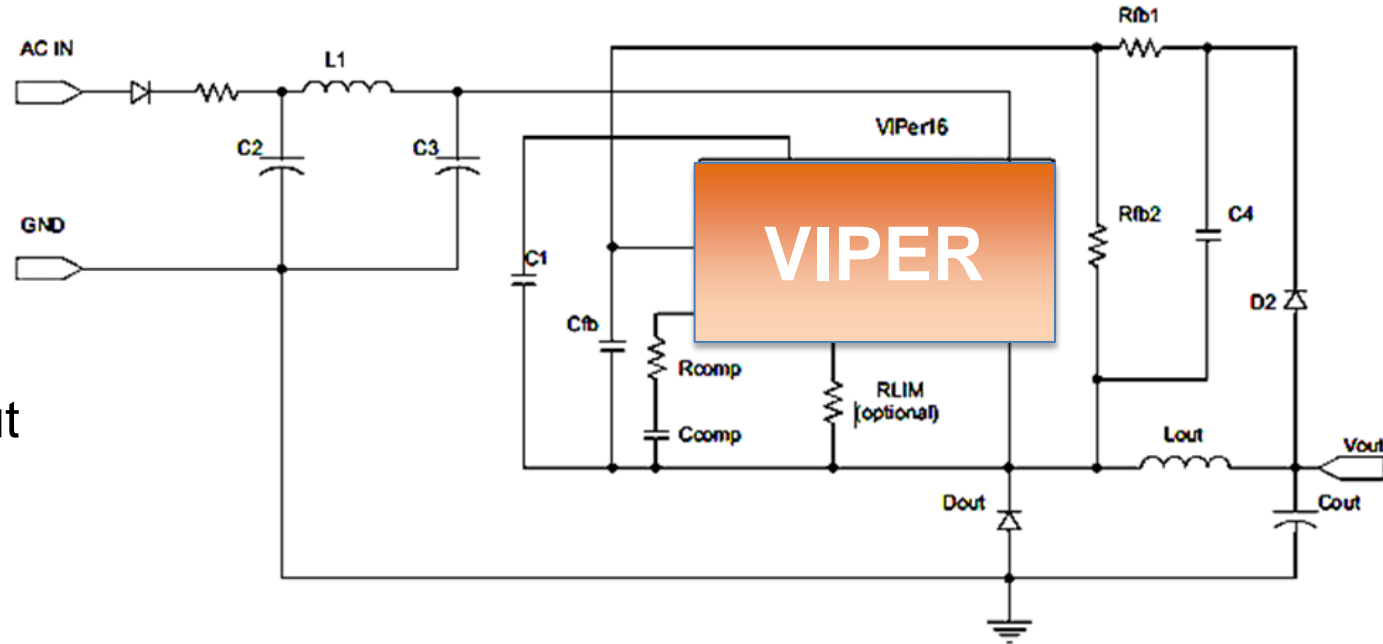 AC IN
L1
Rfb1
VIPer16
C2
C3
GND
VIPER
Rfb2
C4
C1
D2
Cfb
Rcomp
RLIM
(optional)
Ccomp
Lout
Vout
Dout
Cout